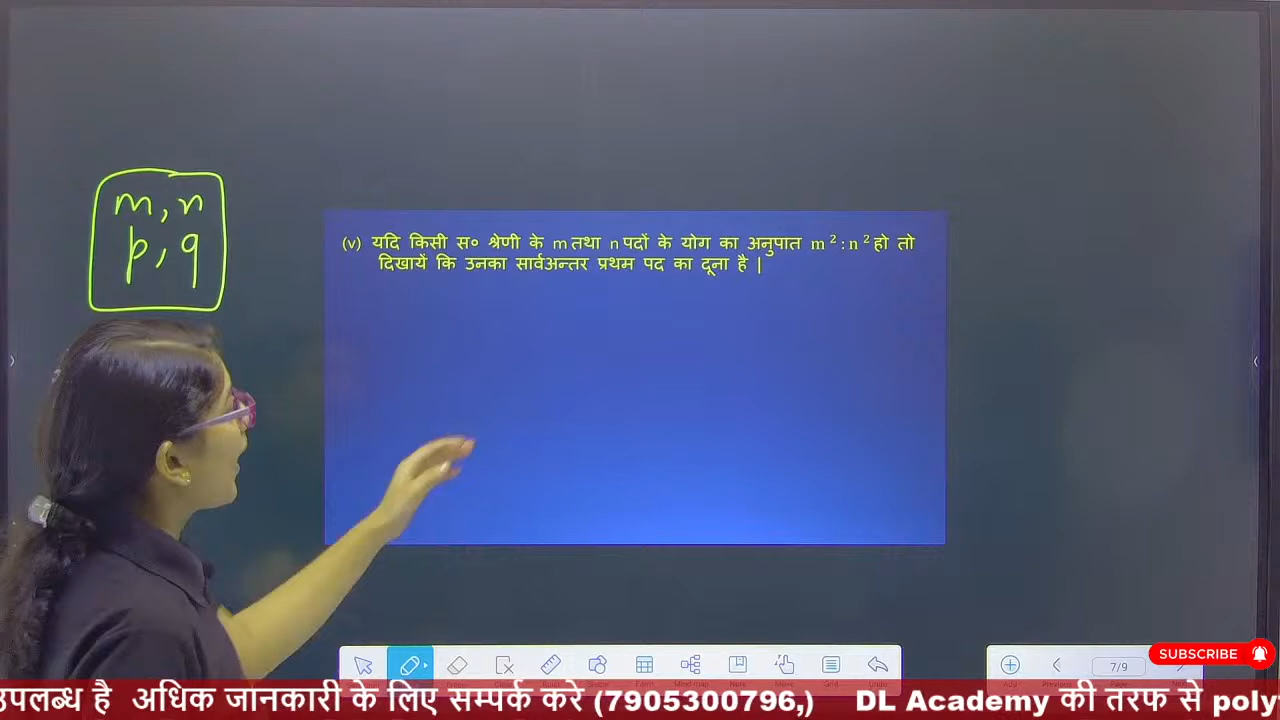 m, n
p, q
(v) यदि किसी स० श्रेणी के m तथा n पदों के योग का अनुपात m²:n² हो तो
दिखायें कि उनका सार्वअन्तर प्रथम पद का दूना है |
7/9
SUBSCRIBE
उपलब्ध है अधिक जानकारी के लिए सम्पर्क करे (7905300796,) DL Academy की तरफ से poly